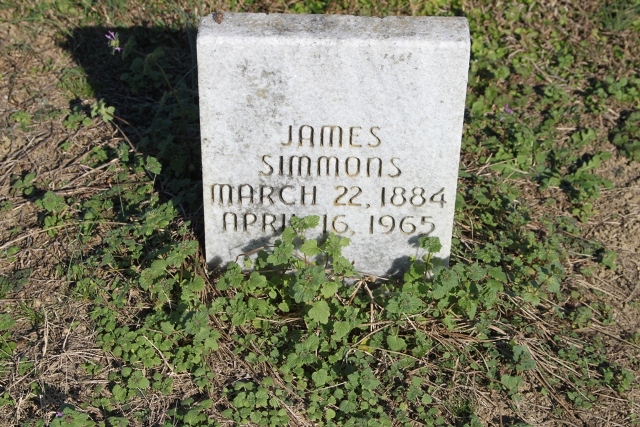 JAMES
SIMMONS
MARCH 22, 1884
APRIL 16, 1965